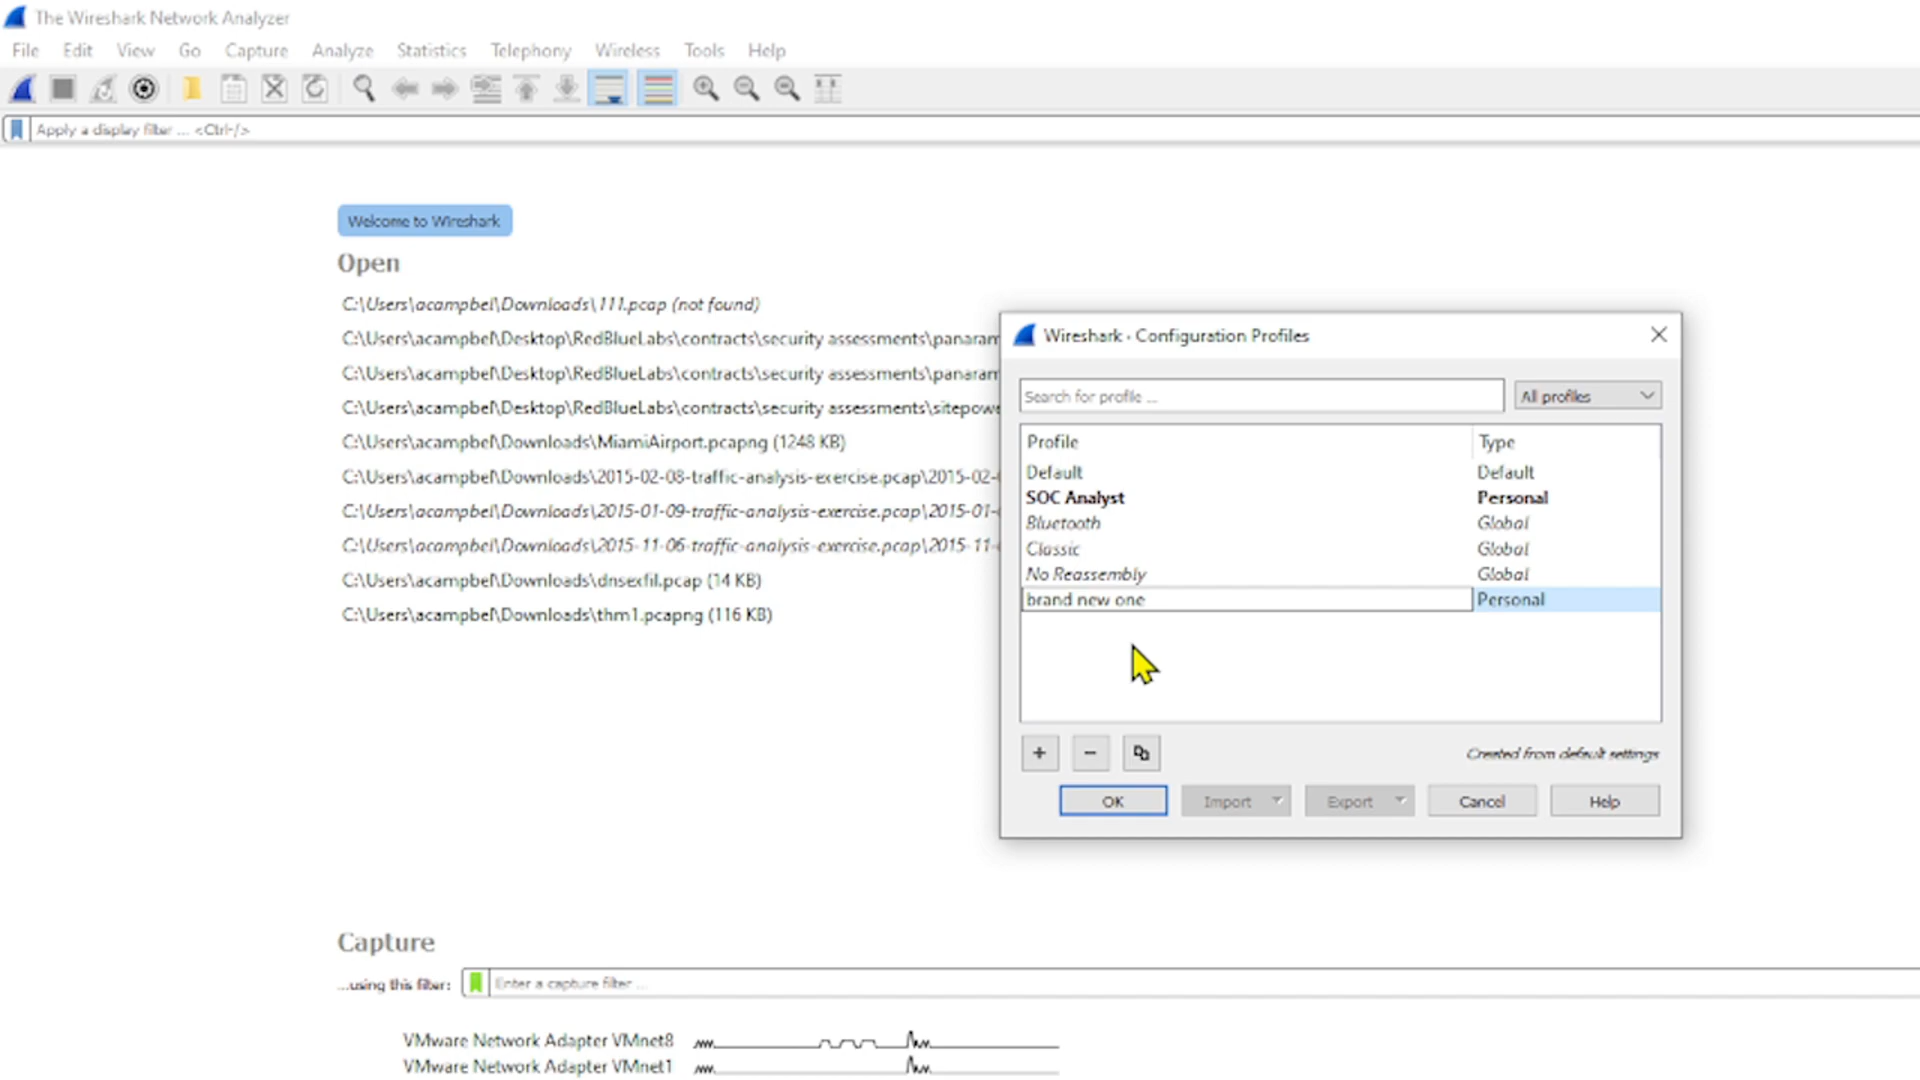 The Wireshark Network Analyzer
File Edit View Go Capture Analyze Statistics Telephony Wireless Tools Help
Apply a display filter ... <Ctrl-/>
Welcome to Wireshark
Open
C:\Users\acampbel\Downloads\111.pcap (not found)
C:\Users\acampbel\Desktop\RedBlueLabs\contracts\security assessments\panaram
C:\Users\acampbel\Desktop\RedBlueLabs\contracts\security assessments\panaram
C:\Users\acampbel\Desktop\RedBlueLabs\contracts\security assessments\sitepowe
C:\Users\acampbel\Downloads\MiamiAirport.pcapng (1248 KB)
C:\Users\acampbel\Downloads\2015-02-08-traffic-analysis-exercise.pcap\2015-02-
C:\Users\acampbel\Downloads\2015-01-09-traffic-analysis-exercise.pcap\2015-01-
C:\Users\acampbel\Downloads\2015-11-06-traffic-analysis-exercise.pcap\2015-11-
C:\Users\acampbel\Downloads\dnsexfil.pcap (14 KB)
C:\Users\acampbel\Downloads\thm1.pcapng (116 KB)
Wireshark · Configuration Profiles
Search for profile ...
All profiles
Profile Type
Default Default
SOC Analyst Personal
Bluetooth Global
Classic Global
No Reassembly Global
brand new one Personal
+ −
Created from default settings
OK Import Export Cancel Help
Capture
...using this filter: Enter a capture filter ...
VMware Network Adapter VMnet8
VMware Network Adapter VMnet1